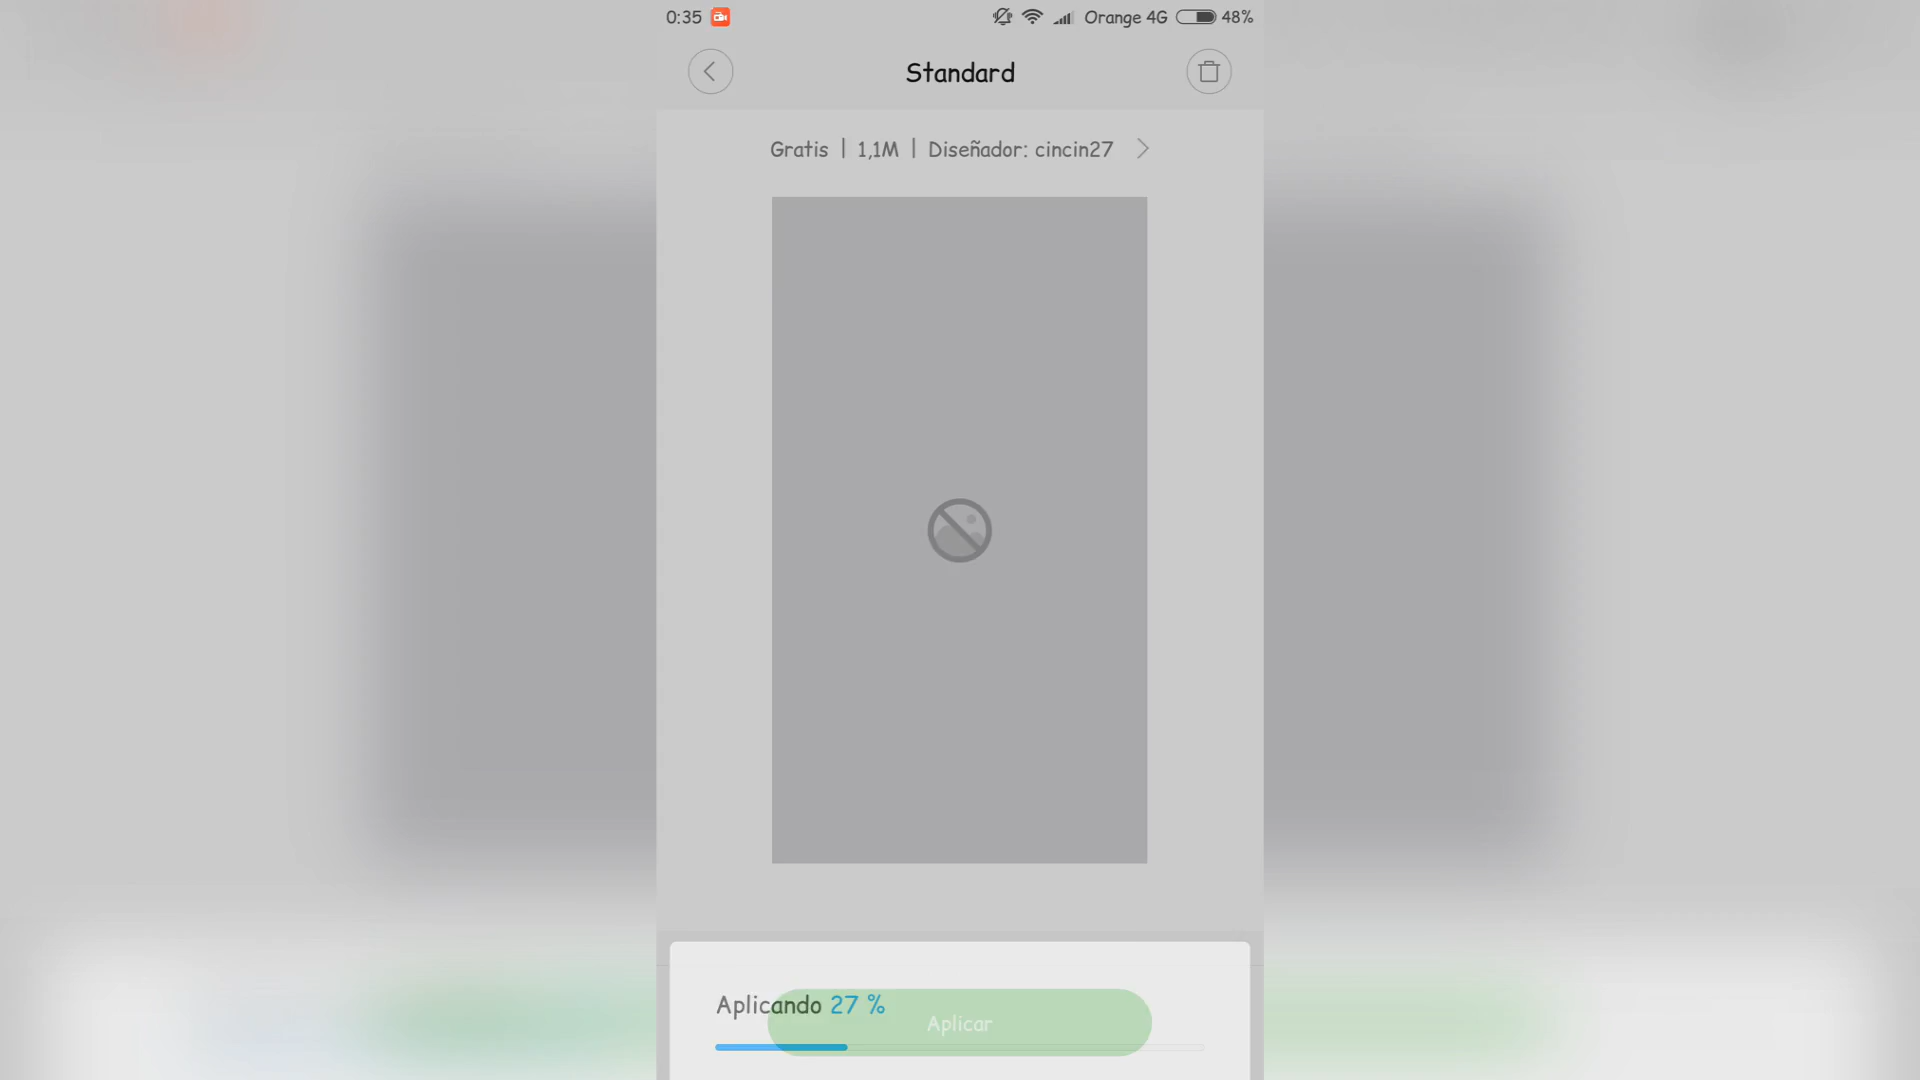 0:35 Orange 4G 48%
Standard
Gratis | 1,1M | Diseñador: cincin27
Aplicando 27 %
Aplicar